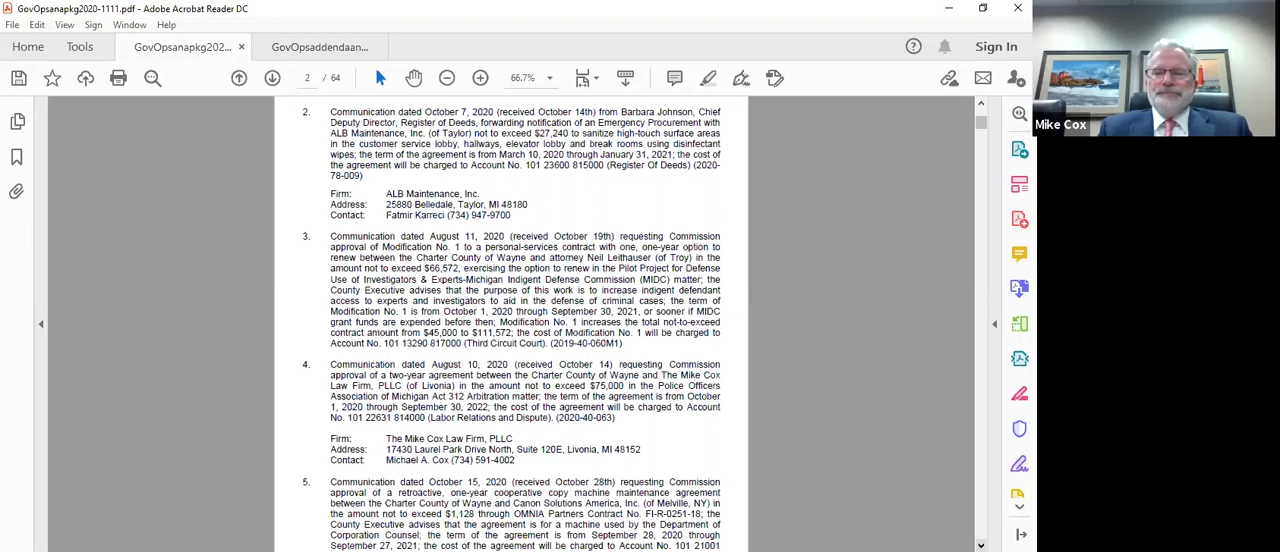 GovOpsanapkg2020-1111.pdf - Adobe Acrobat Reader DC
File Edit View Sign Window Help
Home Tools GovOpsanapkg202... × GovOpsaddendaan... Sign In
2 / 64 66.7%
2. Communication dated October 7, 2020 (received October 14th) from Barbara Johnson, Chief
Deputy Director, Register of Deeds, forwarding notification of an Emergency Procurement with
ALB Maintenance, Inc. (of Taylor) not to exceed $27,240 to sanitize high-touch surface areas
in the customer service lobby, hallways, elevator lobby and break rooms using disinfectant
wipes; the term of the agreement is from March 10, 2020 through January 31, 2021; the cost of
the agreement will be charged to Account No. 101 23600 815000 (Register Of Deeds) (2020-
78-009)
Firm: ALB Maintenance, Inc.
Address: 25880 Belledale, Taylor, MI 48180
Contact: Fatmir Karreci (734) 947-9700
3. Communication dated August 11, 2020 (received October 19th) requesting Commission
approval of Modification No. 1 to a personal-services contract with one, one-year option to
renew between the Charter County of Wayne and attorney Neil Leithauser (of Troy) in the
amount not to exceed $66,572, exercising the option to renew in the Pilot Project for Defense
Use of Investigators & Experts-Michigan Indigent Defense Commission (MIDC) matter; the
County Executive advises that the purpose of this work is to increase indigent defendant
access to experts and investigators to aid in the defense of criminal cases; the term of
Modification No. 1 is from October 1, 2020 through September 30, 2021, or sooner if MIDC
grant funds are expended before then; Modification No. 1 increases the total not-to-exceed
contract amount from $45,000 to $111,572; the cost of Modification No. 1 will be charged to
Account No. 101 13290 817000 (Third Circuit Court). (2019-40-060M1)
4. Communication dated August 10, 2020 (received October 14) requesting Commission
approval of a two-year agreement between the Charter County of Wayne and The Mike Cox
Law Firm, PLLC (of Livonia) in the amount not to exceed $75,000 in the Police Officers
Association of Michigan Act 312 Arbitration matter; the term of the agreement is from October
1, 2020 through September 30, 2022; the cost of the agreement will be charged to Account
No. 101 22631 814000 (Labor Relations and Dispute). (2020-40-063)
Firm: The Mike Cox Law Firm, PLLC
Address: 17430 Laurel Park Drive North, Suite 120E, Livonia, MI 48152
Contact: Michael A. Cox (734) 591-4002
5. Communication dated October 15, 2020 (received October 28th) requesting Commission
approval of a retroactive, one-year cooperative copy machine maintenance agreement
between the Charter County of Wayne and Canon Solutions America, Inc. (of Melville, NY) in
the amount not to exceed $1,128 through OMNIA Partners Contract No. FI-R-0251-18; the
County Executive advises that the agreement is for a machine used by the Department of
Corporation Counsel; the term of the agreement is from September 28, 2020 through
September 27, 2021; the cost of the agreement will be charged to Account No. 101 21001
Mike Cox